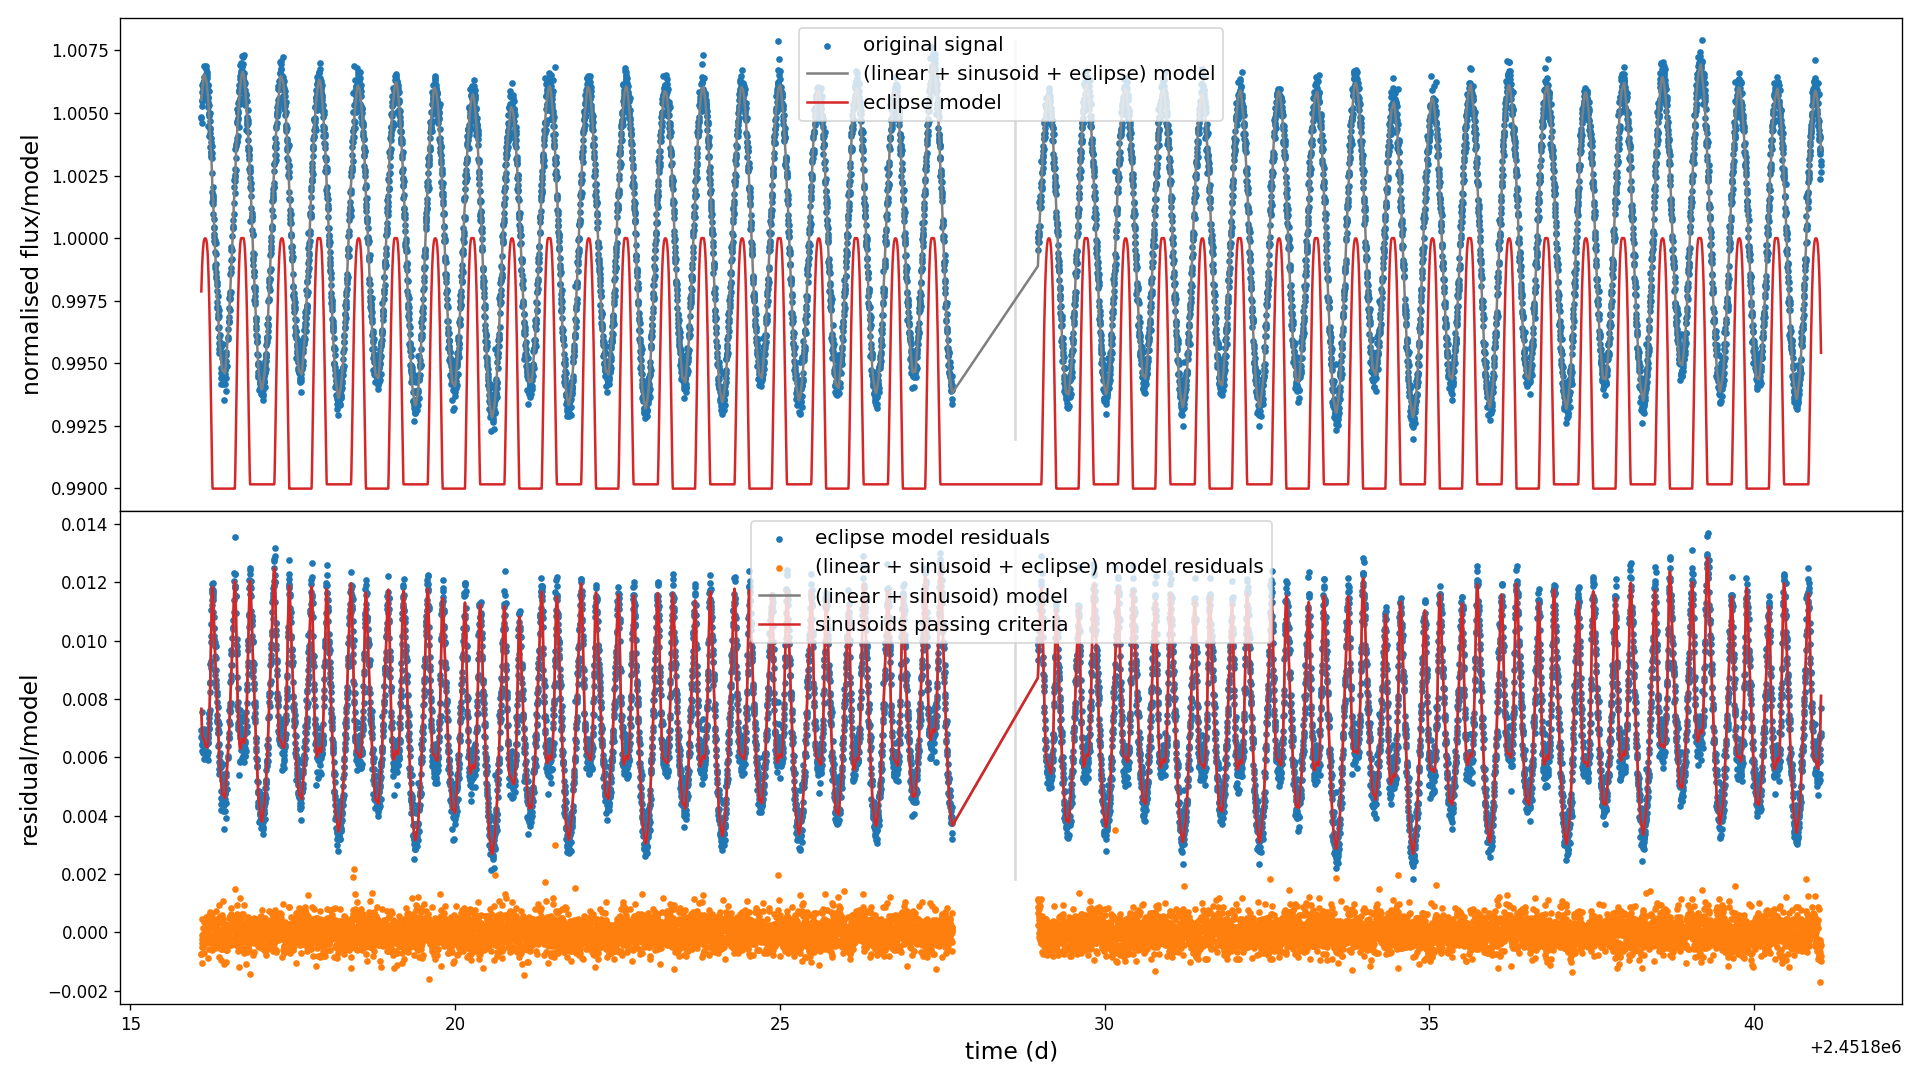 original signal
(linear + sinusoid + eclipse) model
eclipse model
normalised flux/model
1.0075
1.0050
1.0025
1.0000
0.9975
0.9950
0.9925
0.9900
eclipse model residuals
(linear + sinusoid + eclipse) model residuals
(linear + sinusoid) model
sinusoids passing criteria
residual/model
0.014
0.012
0.010
0.008
0.006
0.004
0.002
0.000
−0.002
15 20 25 30 35 40
time (d)
+2.4518e6